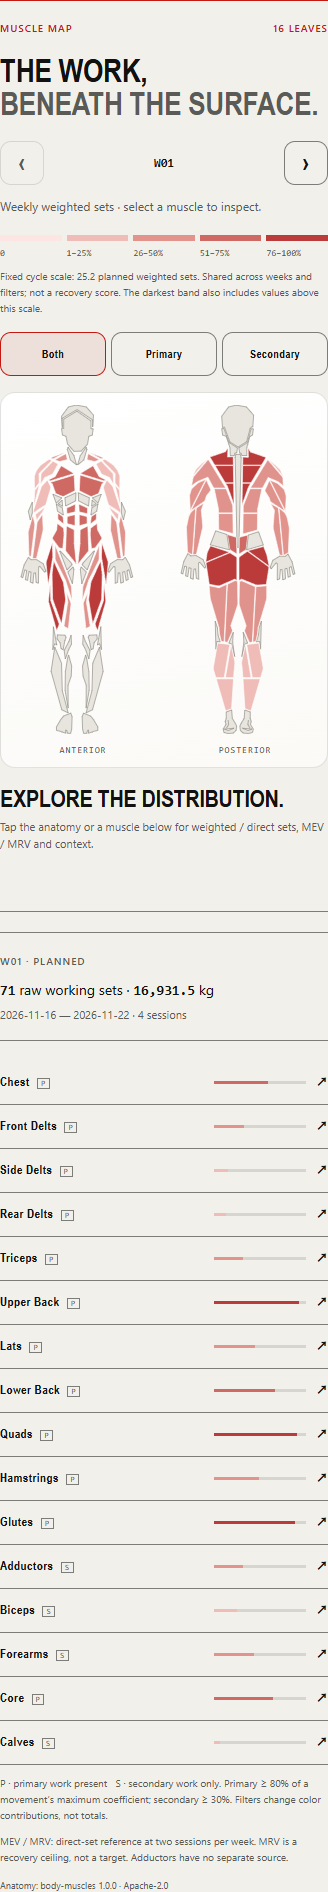 MUSCLE MAP 16 LEAVES
THE WORK,
BENEATH THE SURFACE.
‹ W01 ›
Weekly weighted sets · select a muscle to inspect.
0 1-25% 26-50% 51-75% 76-100%
Fixed cycle scale: 25.2 planned weighted sets. Shared across weeks and
filters; not a recovery score. The darkest band also includes values above
this scale.
Both Primary Secondary
ANTERIOR POSTERIOR
EXPLORE THE DISTRIBUTION.
Tap the anatomy or a muscle below for weighted / direct sets, MEV
/ MRV and context.
W01 · PLANNED
71 raw working sets · 16,931.5 kg
2026-11-16 — 2026-11-22 · 4 sessions
Chest P ↗
Front Delts P ↗
Side Delts P ↗
Rear Delts P ↗
Triceps P ↗
Upper Back P ↗
Lats P ↗
Lower Back P ↗
Quads P ↗
Hamstrings P ↗
Glutes P ↗
Adductors S ↗
Biceps S ↗
Forearms S ↗
Core P ↗
Calves S ↗
P · primary work present S · secondary work only. Primary ≥ 80% of a
movement's maximum coefficient; secondary ≥ 30%. Filters change color
contributions, not totals.
MEV / MRV: direct-set reference at two sessions per week. MRV is a
recovery ceiling, not a target. Adductors have no separate source.
Anatomy: body-muscles 1.0.0 · Apache-2.0